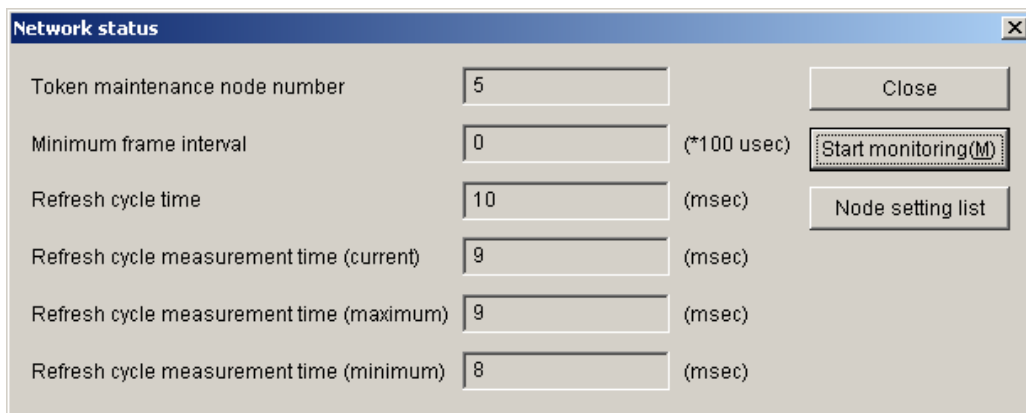 Network status
Token maintenance node number 5 Close
Minimum frame interval 0 (*100 usec) Start monitoring(M)
Refresh cycle time 10 (msec) Node setting list
Refresh cycle measurement time (current) 9 (msec)
Refresh cycle measurement time (maximum) 9 (msec)
Refresh cycle measurement time (minimum) 8 (msec)